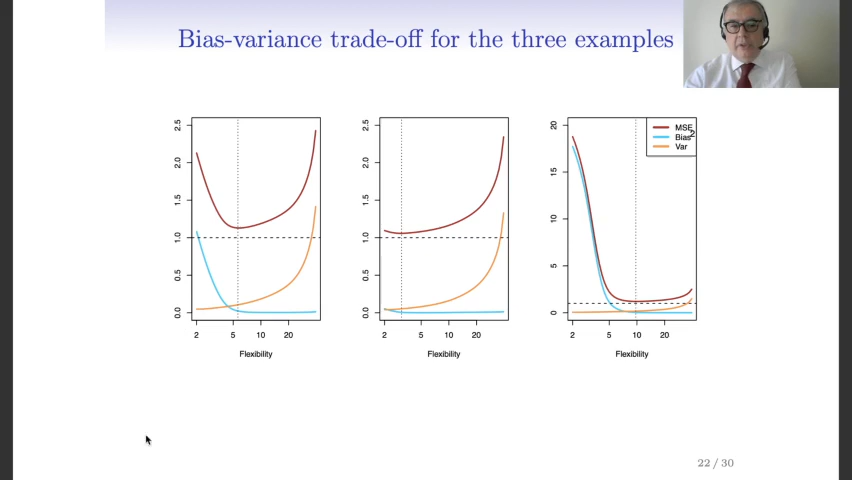 Bias-variance trade-off for the three examples
2.5
2.0
1.5
1.0
0.5
0.0
2 5 10 20
Flexibility
2.5
2.0
1.5
1.0
0.5
0.0
2 5 10 20
Flexibility
20
15
10
5
0
MSE
Bias2
Var
2 5 10 20
Flexibility
22 / 30